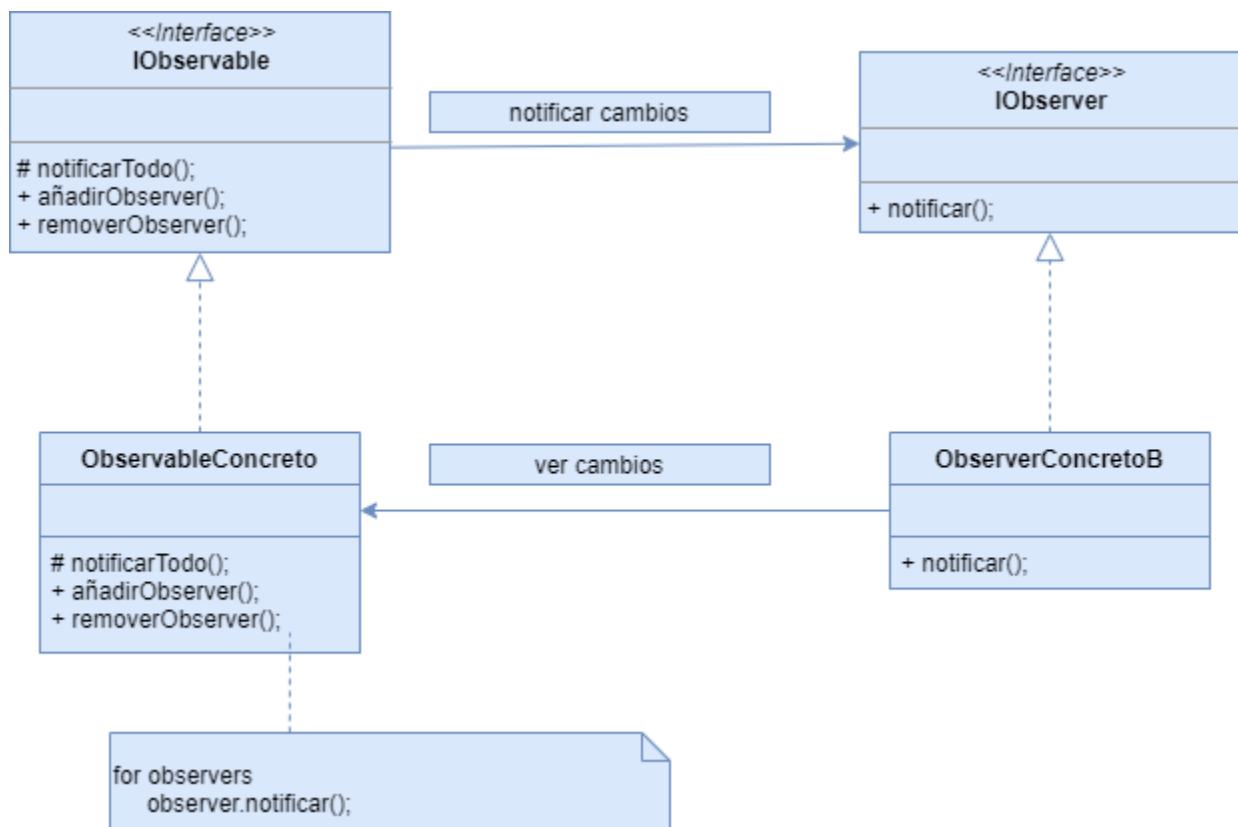 <<Interface>>
IObservable
# notificarTodo();
+ añadirObserver();
+ removerObserver();
notificar cambios
<<Interface>>
IObserver
+ notificar();
ObservableConcreto
# notificarTodo();
+ añadirObserver();
+ removerObserver();
ver cambios
ObserverConcretoB
+ notificar();
for observers
observer.notificar();